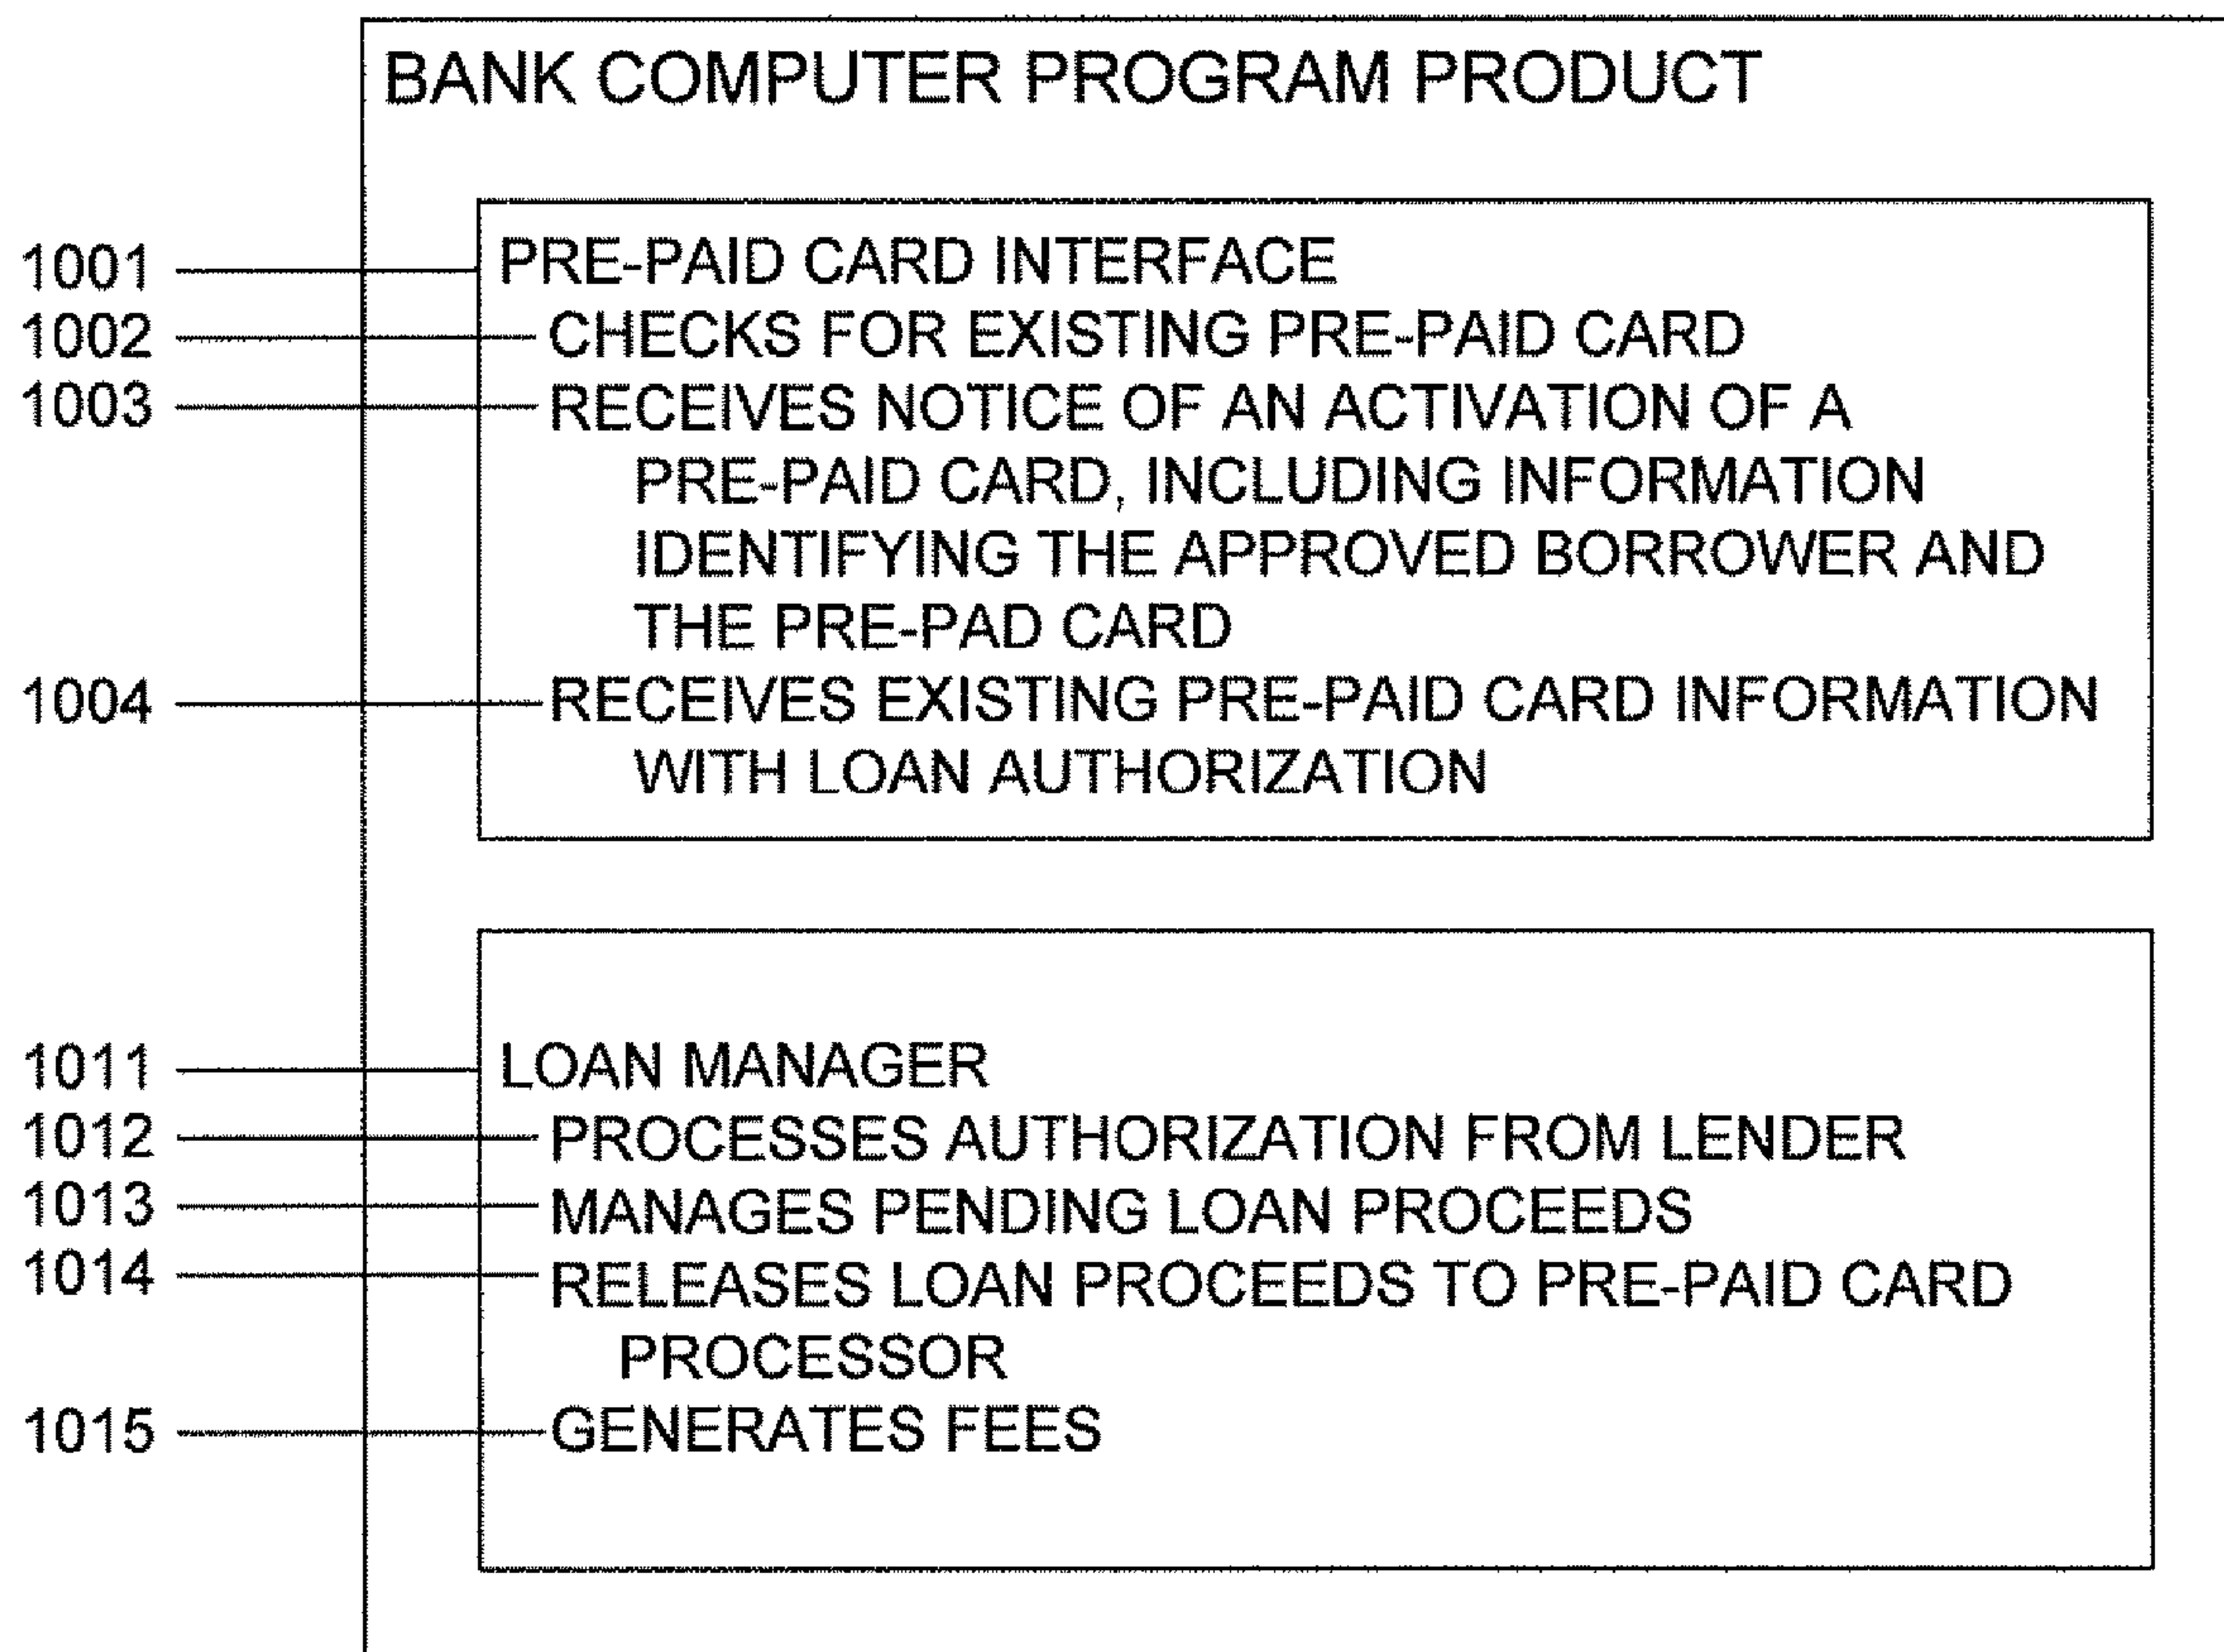 BANK COMPUTER PROGRAM PRODUCT
1001 PRE-PAID CARD INTERFACE
1002 CHECKS FOR EXISTING PRE-PAID CARD
1003 RECEIVES NOTICE OF AN ACTIVATION OF A
PRE-PAID CARD, INCLUDING INFORMATION
IDENTIFYING THE APPROVED BORROWER AND
THE PRE-PAD CARD
1004 RECEIVES EXISTING PRE-PAID CARD INFORMATION
WITH LOAN AUTHORIZATION
1011 LOAN MANAGER
1012 PROCESSES AUTHORIZATION FROM LENDER
1013 MANAGES PENDING LOAN PROCEEDS
1014 RELEASES LOAN PROCEEDS TO PRE-PAID CARD
PROCESSOR
1015 GENERATES FEES